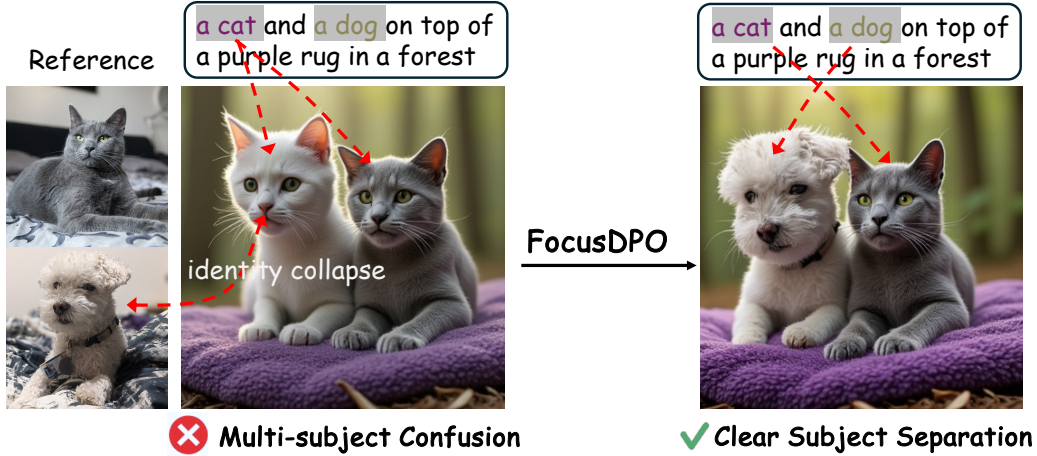 Reference
a cat and a dog on top of
a purple rug in a forest
identity collapse
Multi-subject Confusion
FocusDPO
a cat and a dog on top of
a purple rug in a forest
Clear Subject Separation